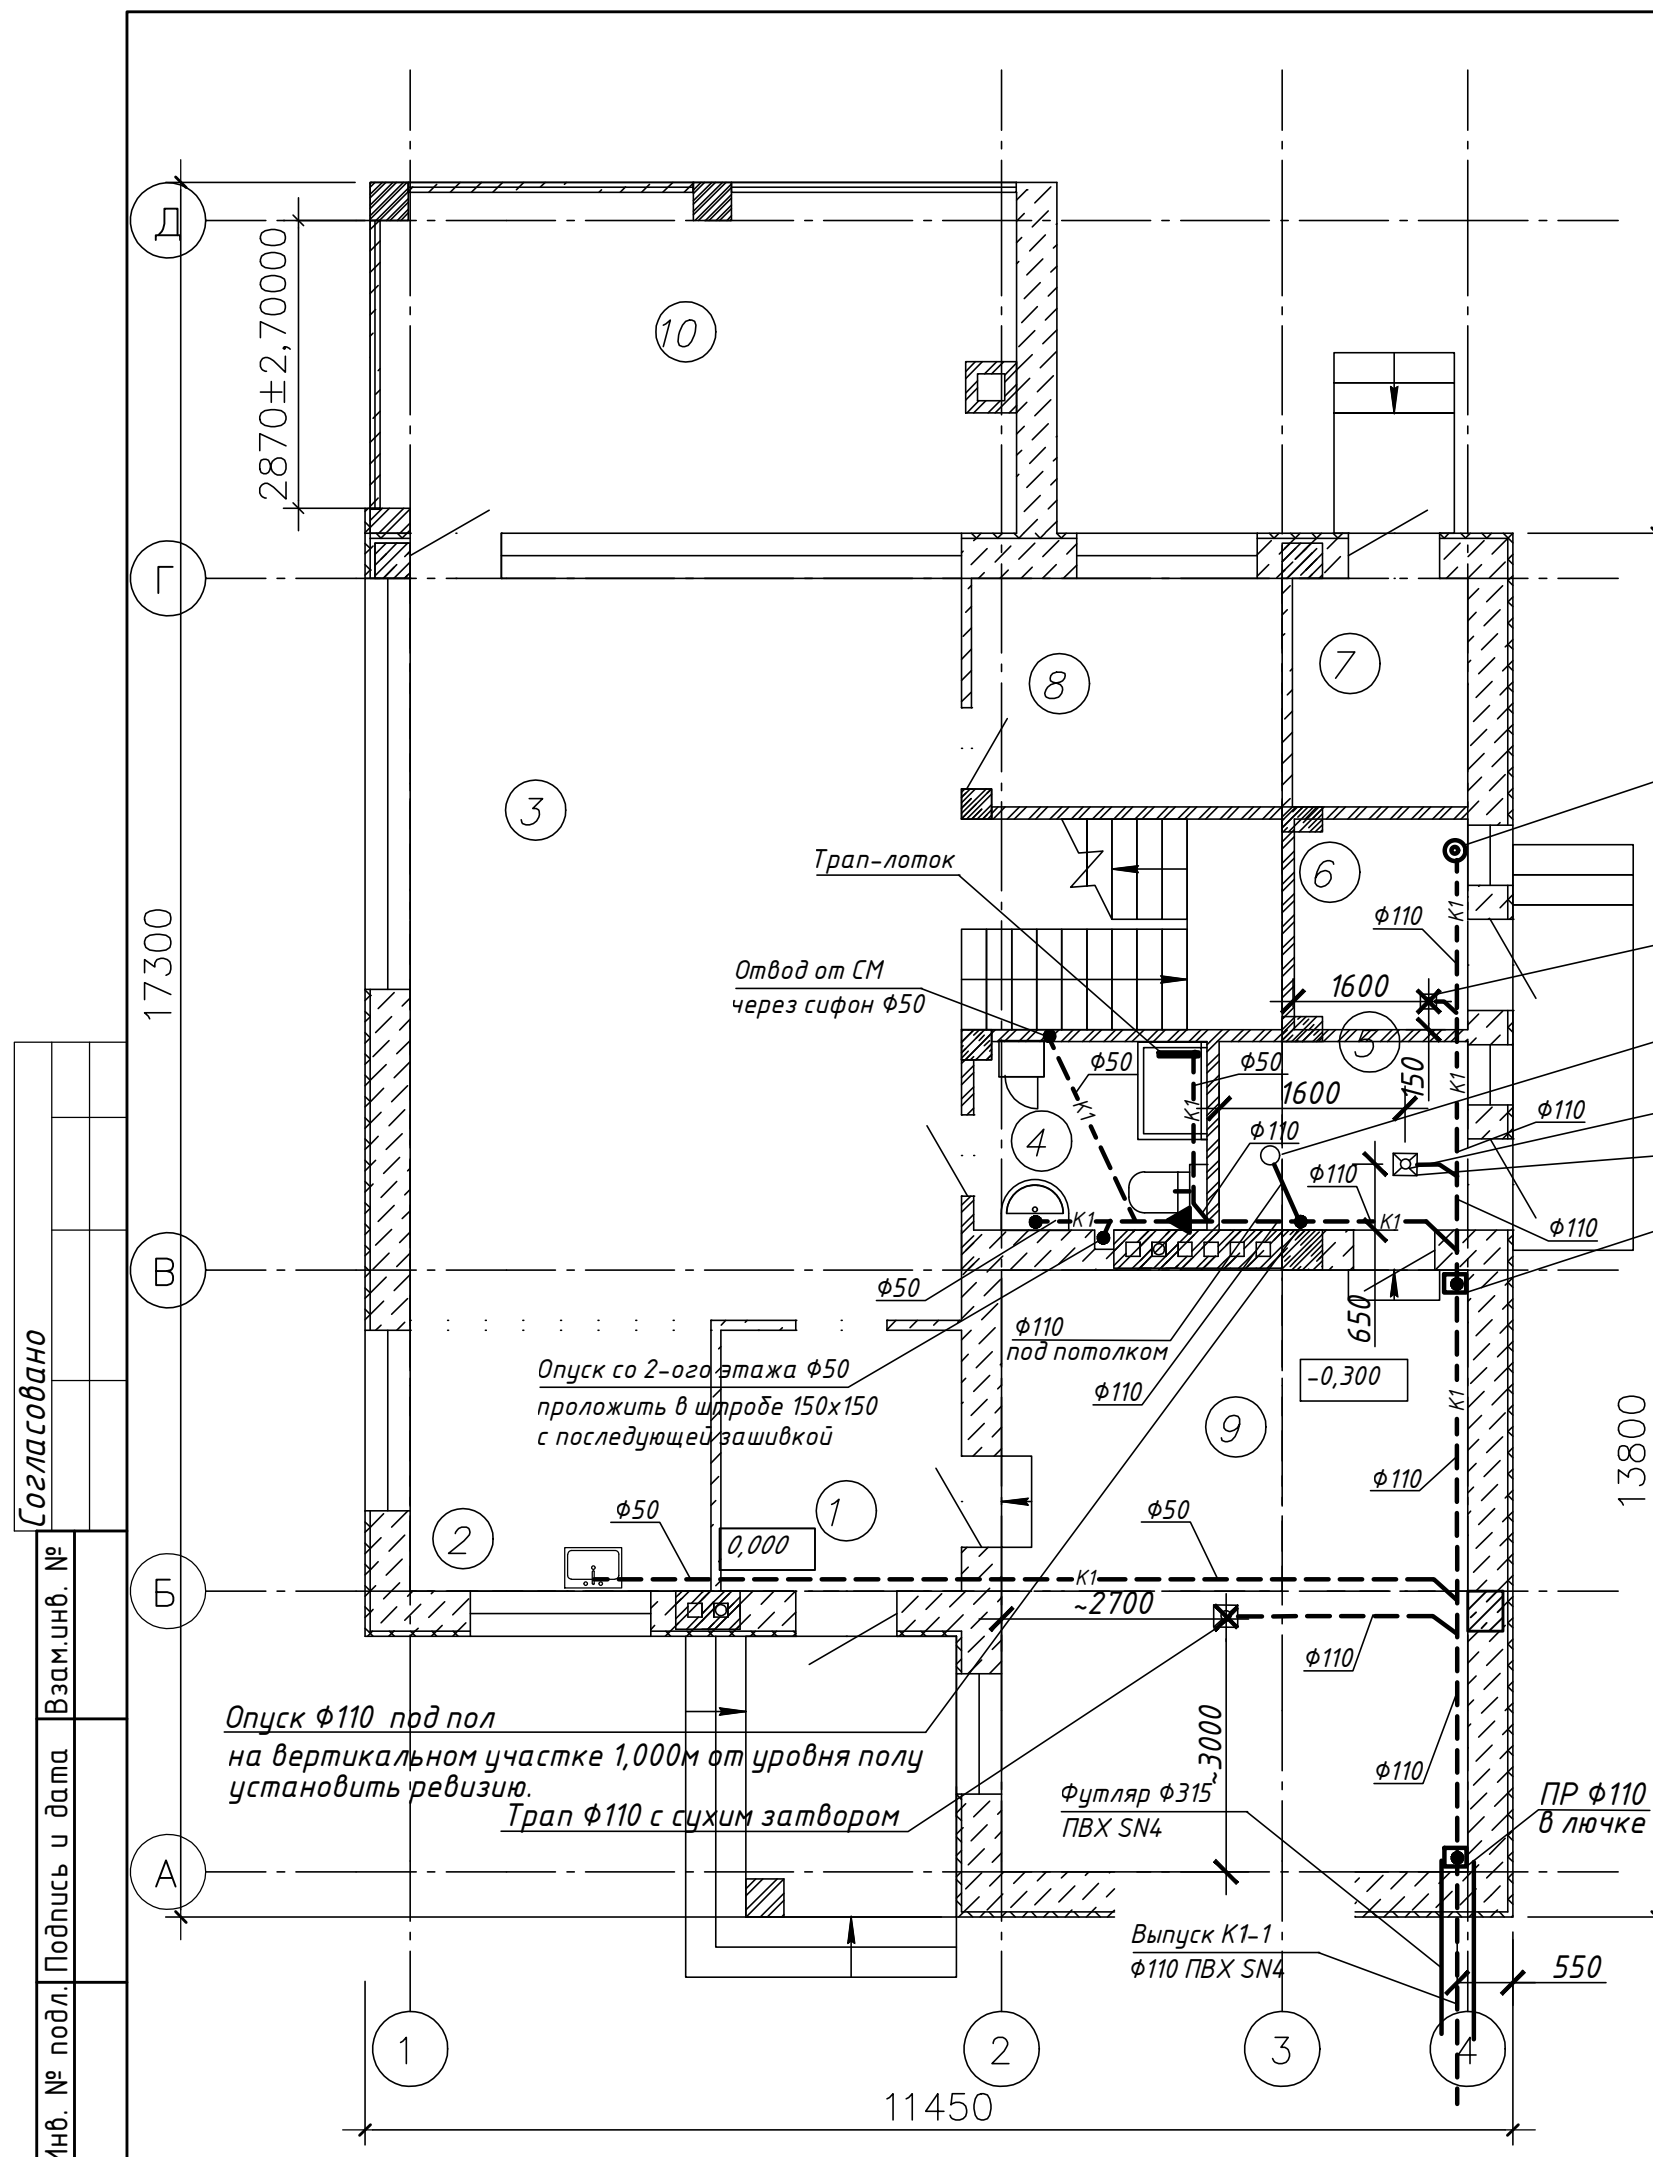 Д
2870±2,70000
10
Г
8
7
3
17300
Трап-лоток
6
Ф110
К1
Отвод от СМ
через сифон Ф50
1600
5
150
К1
Ф50
Ф50
1600
К1
К1
Ф110
Ф110
4
Ф110
К1
К1
Ф110
В
Ф50
650
Ф110
под потолком
-0,300
Опуск со 2-ого этажа Ф50
проложить в штробе 150х150
с последующей зашивкой
Ф110
К1
9
13800
Ф110
Согласовано
2
Ф50
1
0,000
Ф50
К1
Б
~2700
Ф110
Взам.инв. №
Опуск Ф110 под пол
на вертикальном участке 1,000м от уровня полу
установить ревизию.
~3000
Ф110
Трап Ф110 с сухим затвором
Футляр Ф315
ПВХ SN4
ПР Ф110
в лючке
А
Подпись и дата
Выпуск К1-1
Ф110 ПВХ SN4
550
Инв. № подл.
1
2
3
4
11450